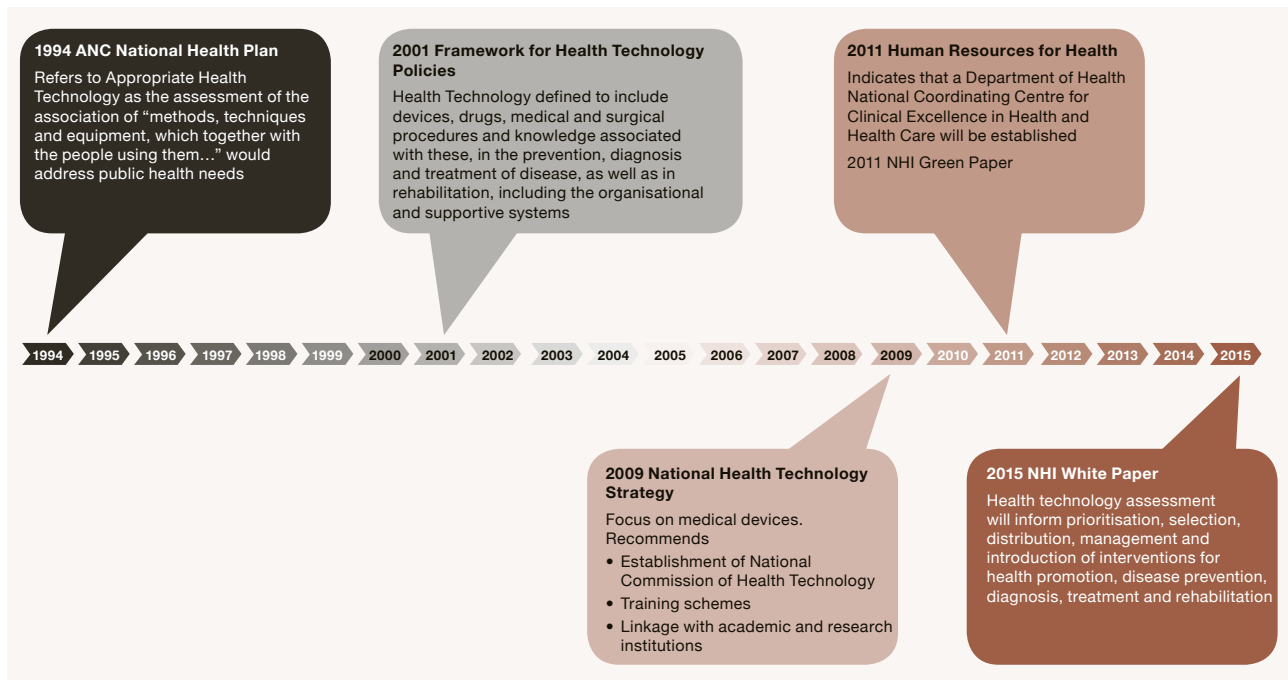 1994 ANC National Health Plan
Refers to Appropriate Health
Technology as the assessment of the
association of “methods, techniques
and equipment, which together with
the people using them...” would
address public health needs
2001 Framework for Health Technology
Policies
Health Technology defined to include
devices, drugs, medical and surgical
procedures and knowledge associated
with these, in the prevention, diagnosis
and treatment of disease, as well as in
rehabilitation, including the organisational
and supportive systems
2011 Human Resources for Health
Indicates that a Department of Health
National Coordinating Centre for
Clinical Excellence in Health and
Health Care will be established
2011 NHI Green Paper
1994 1995 1996 1997 1998 1999 2000 2001 2002 2003 2004 2005 2006 2007 2008 2009 2010 2011 2012 2013 2014 2015
2009 National Health Technology
Strategy
Focus on medical devices.
Recommends
• Establishment of National
Commission of Health Technology
• Training schemes
• Linkage with academic and research
institutions
2015 NHI White Paper
Health technology assessment
will inform prioritisation, selection,
distribution, management and
introduction of interventions for
health promotion, disease prevention,
diagnosis, treatment and rehabilitation